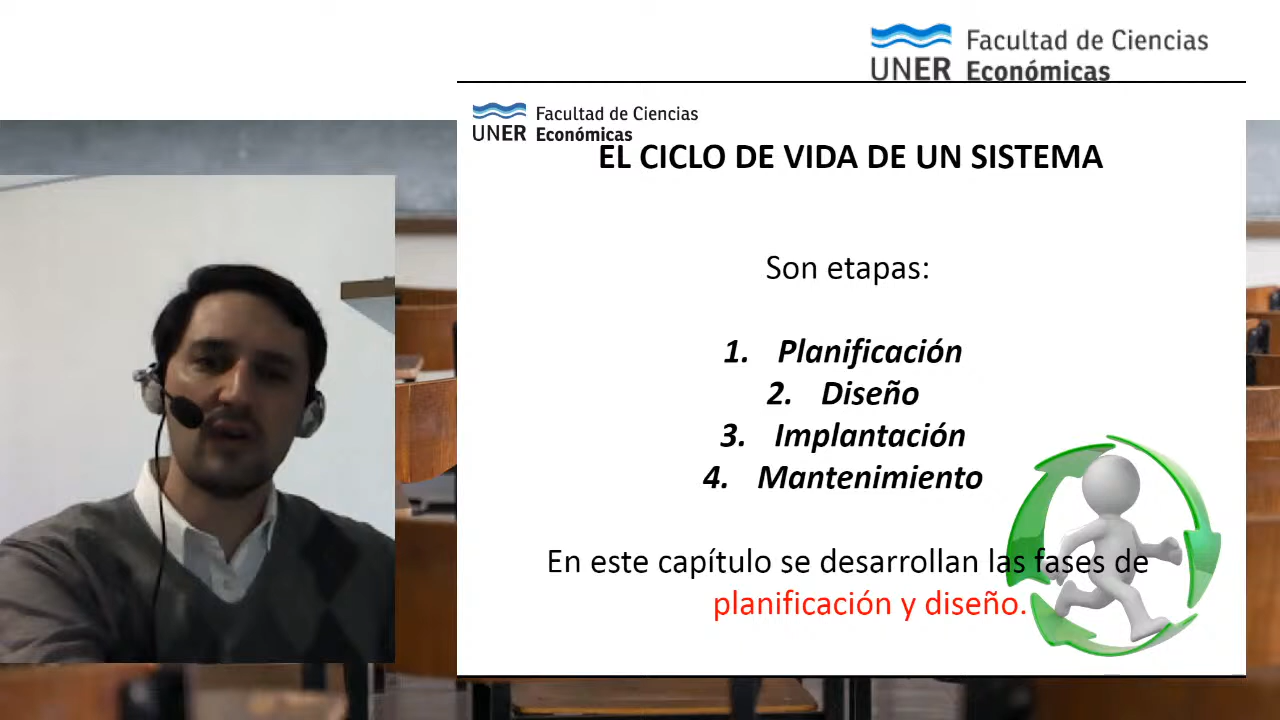 Facultad de Ciencias
UNER Económicas
Facultad de Ciencias
UNER Económicas
EL CICLO DE VIDA DE UN SISTEMA
Son etapas:
1. Planificación
2. Diseño
3. Implantación
4. Mantenimiento
En este capítulo se desarrollan las fases de
planificación y diseño.